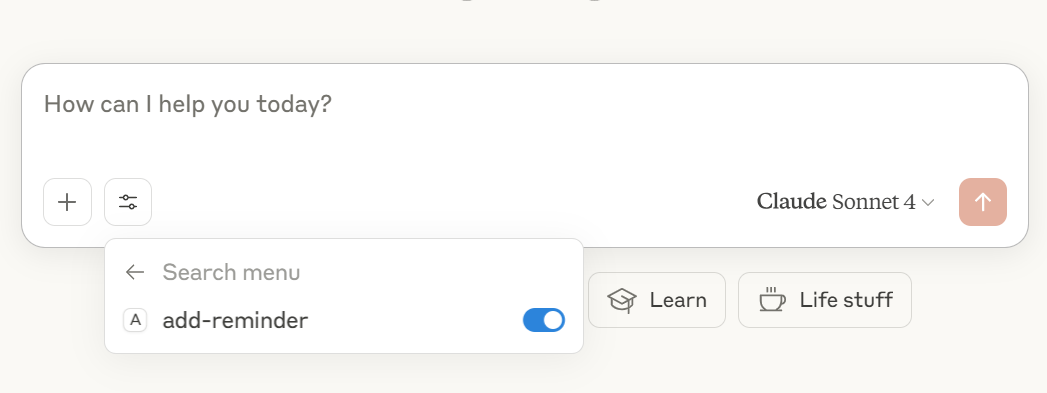 How can I help you today?
Claude Sonnet 4
Search menu
A add-reminder
Learn
Life stuff